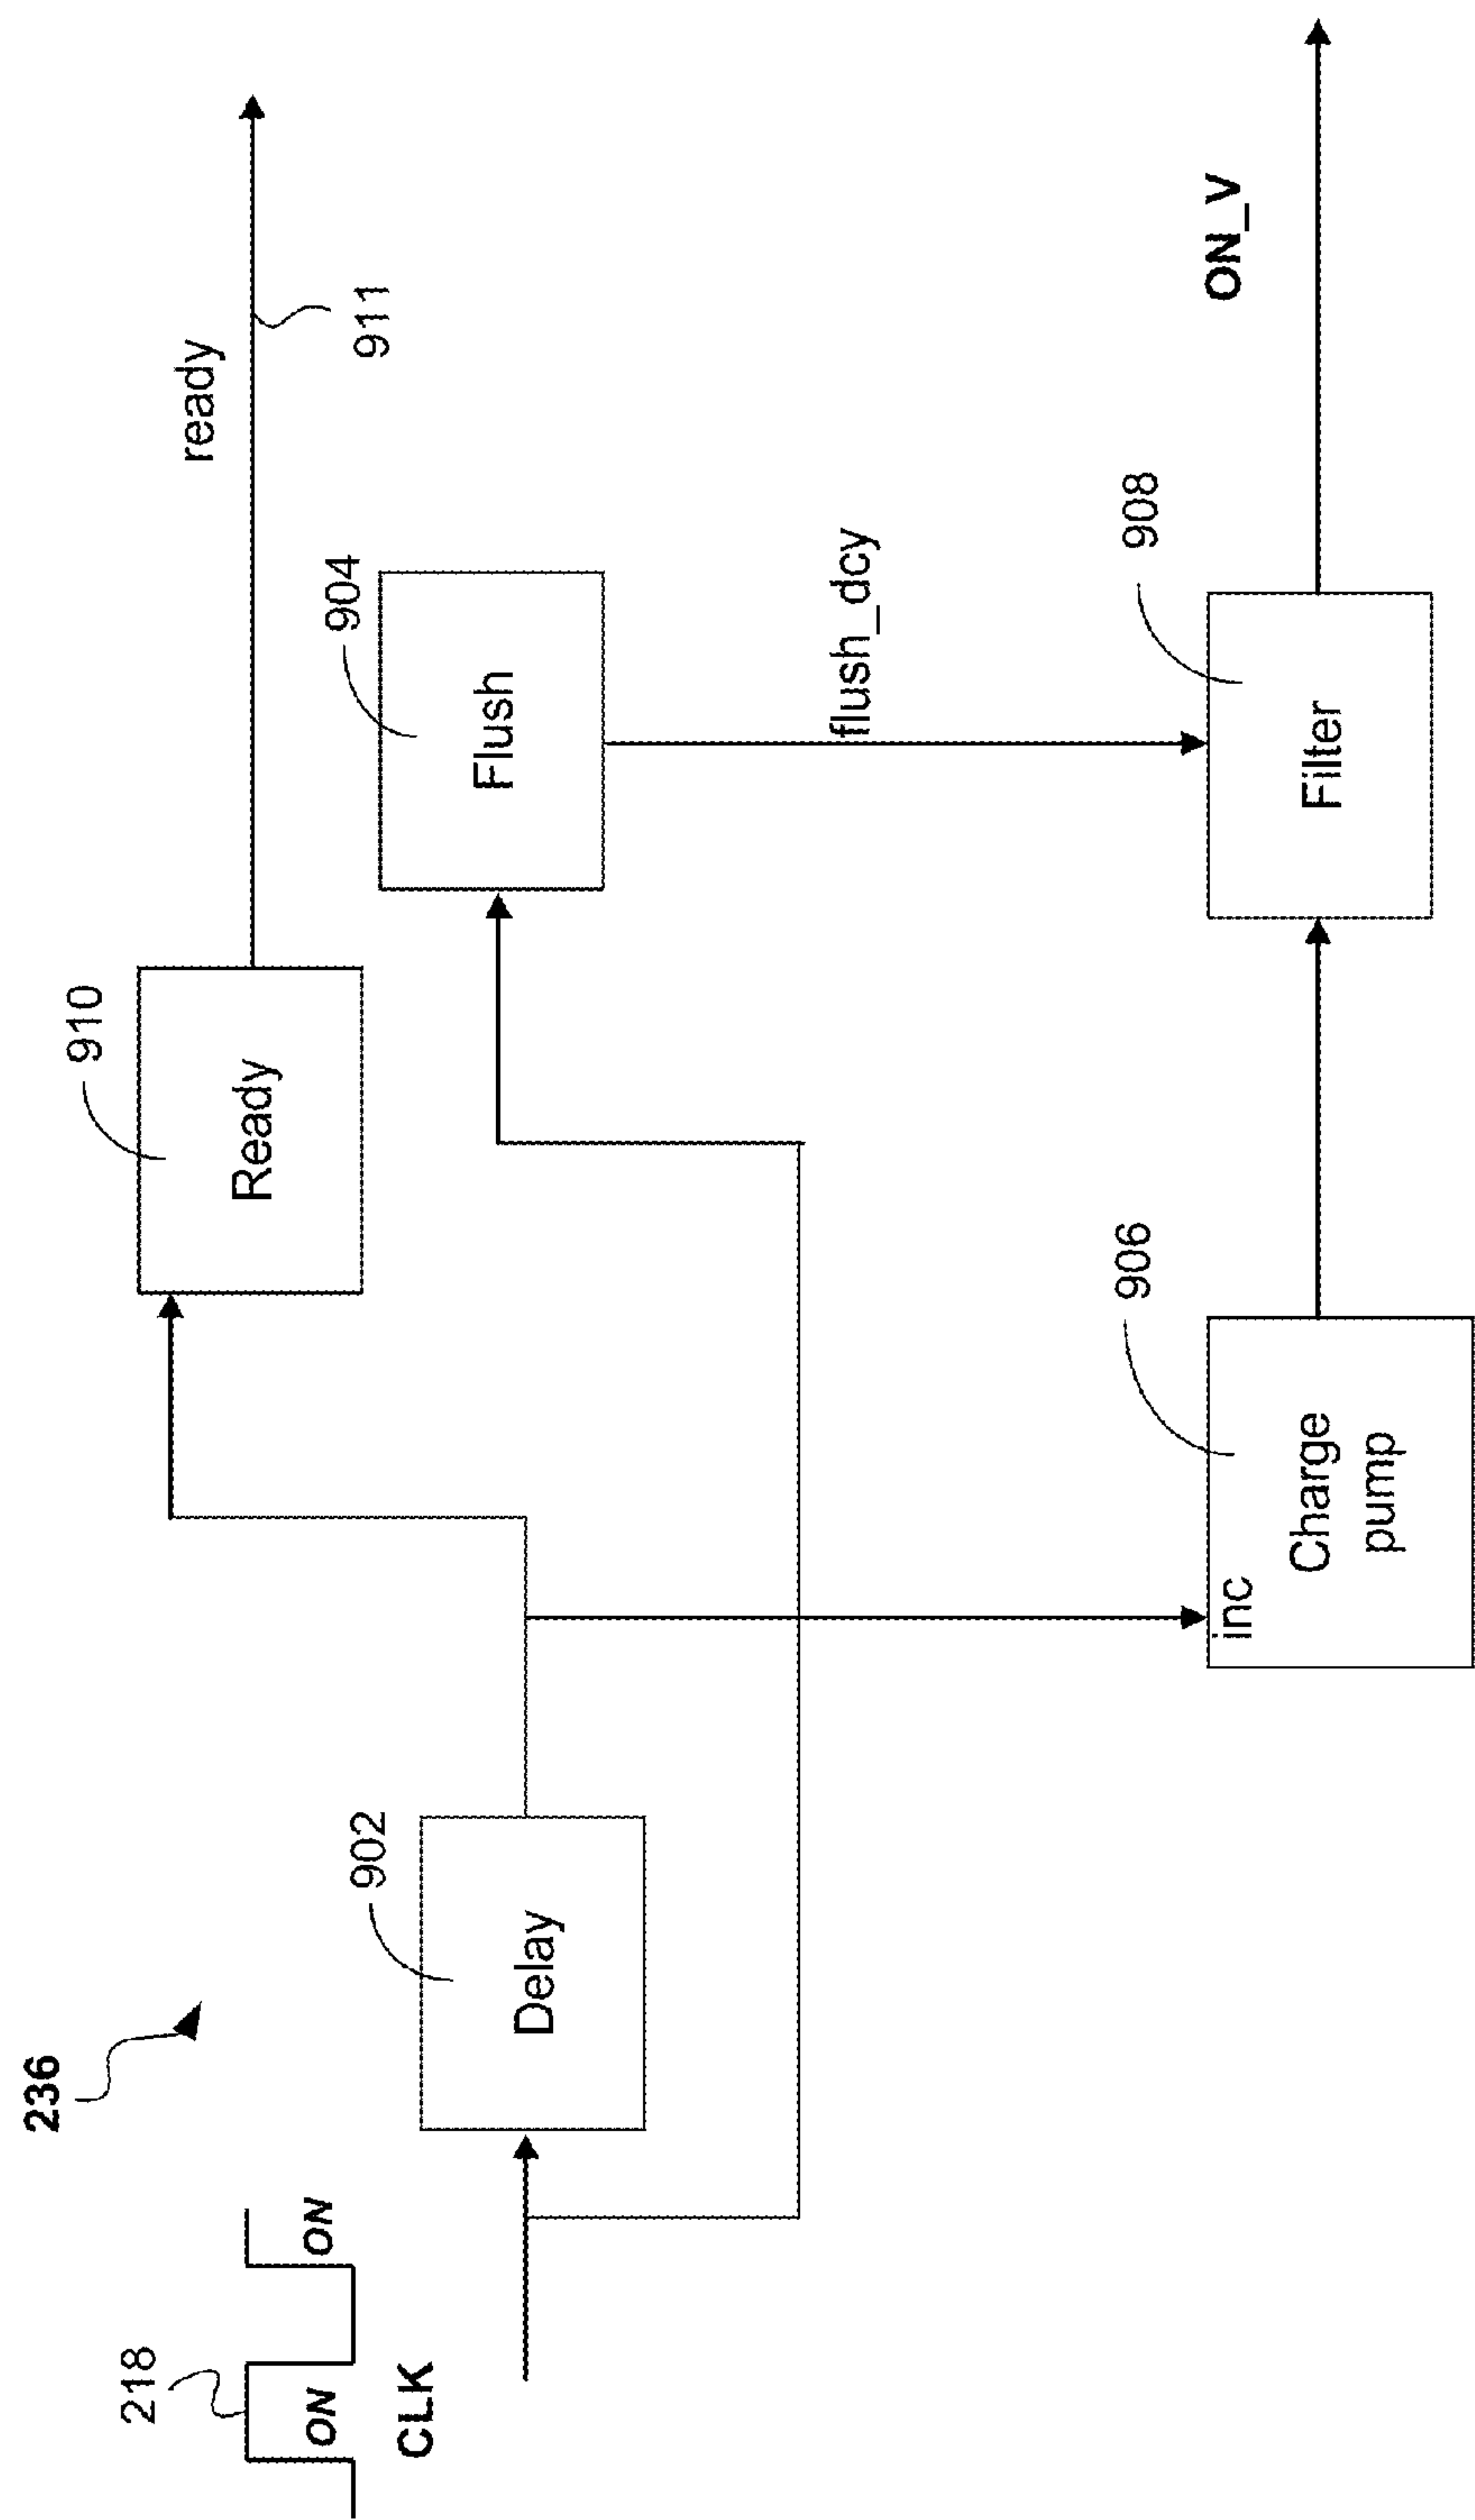 236
218
ON
ON
CLK
902
Delay
910
Ready
ready
911
904
Flush
flush_dcy
906
inc
Charge
pump
908
Filter
ON_V